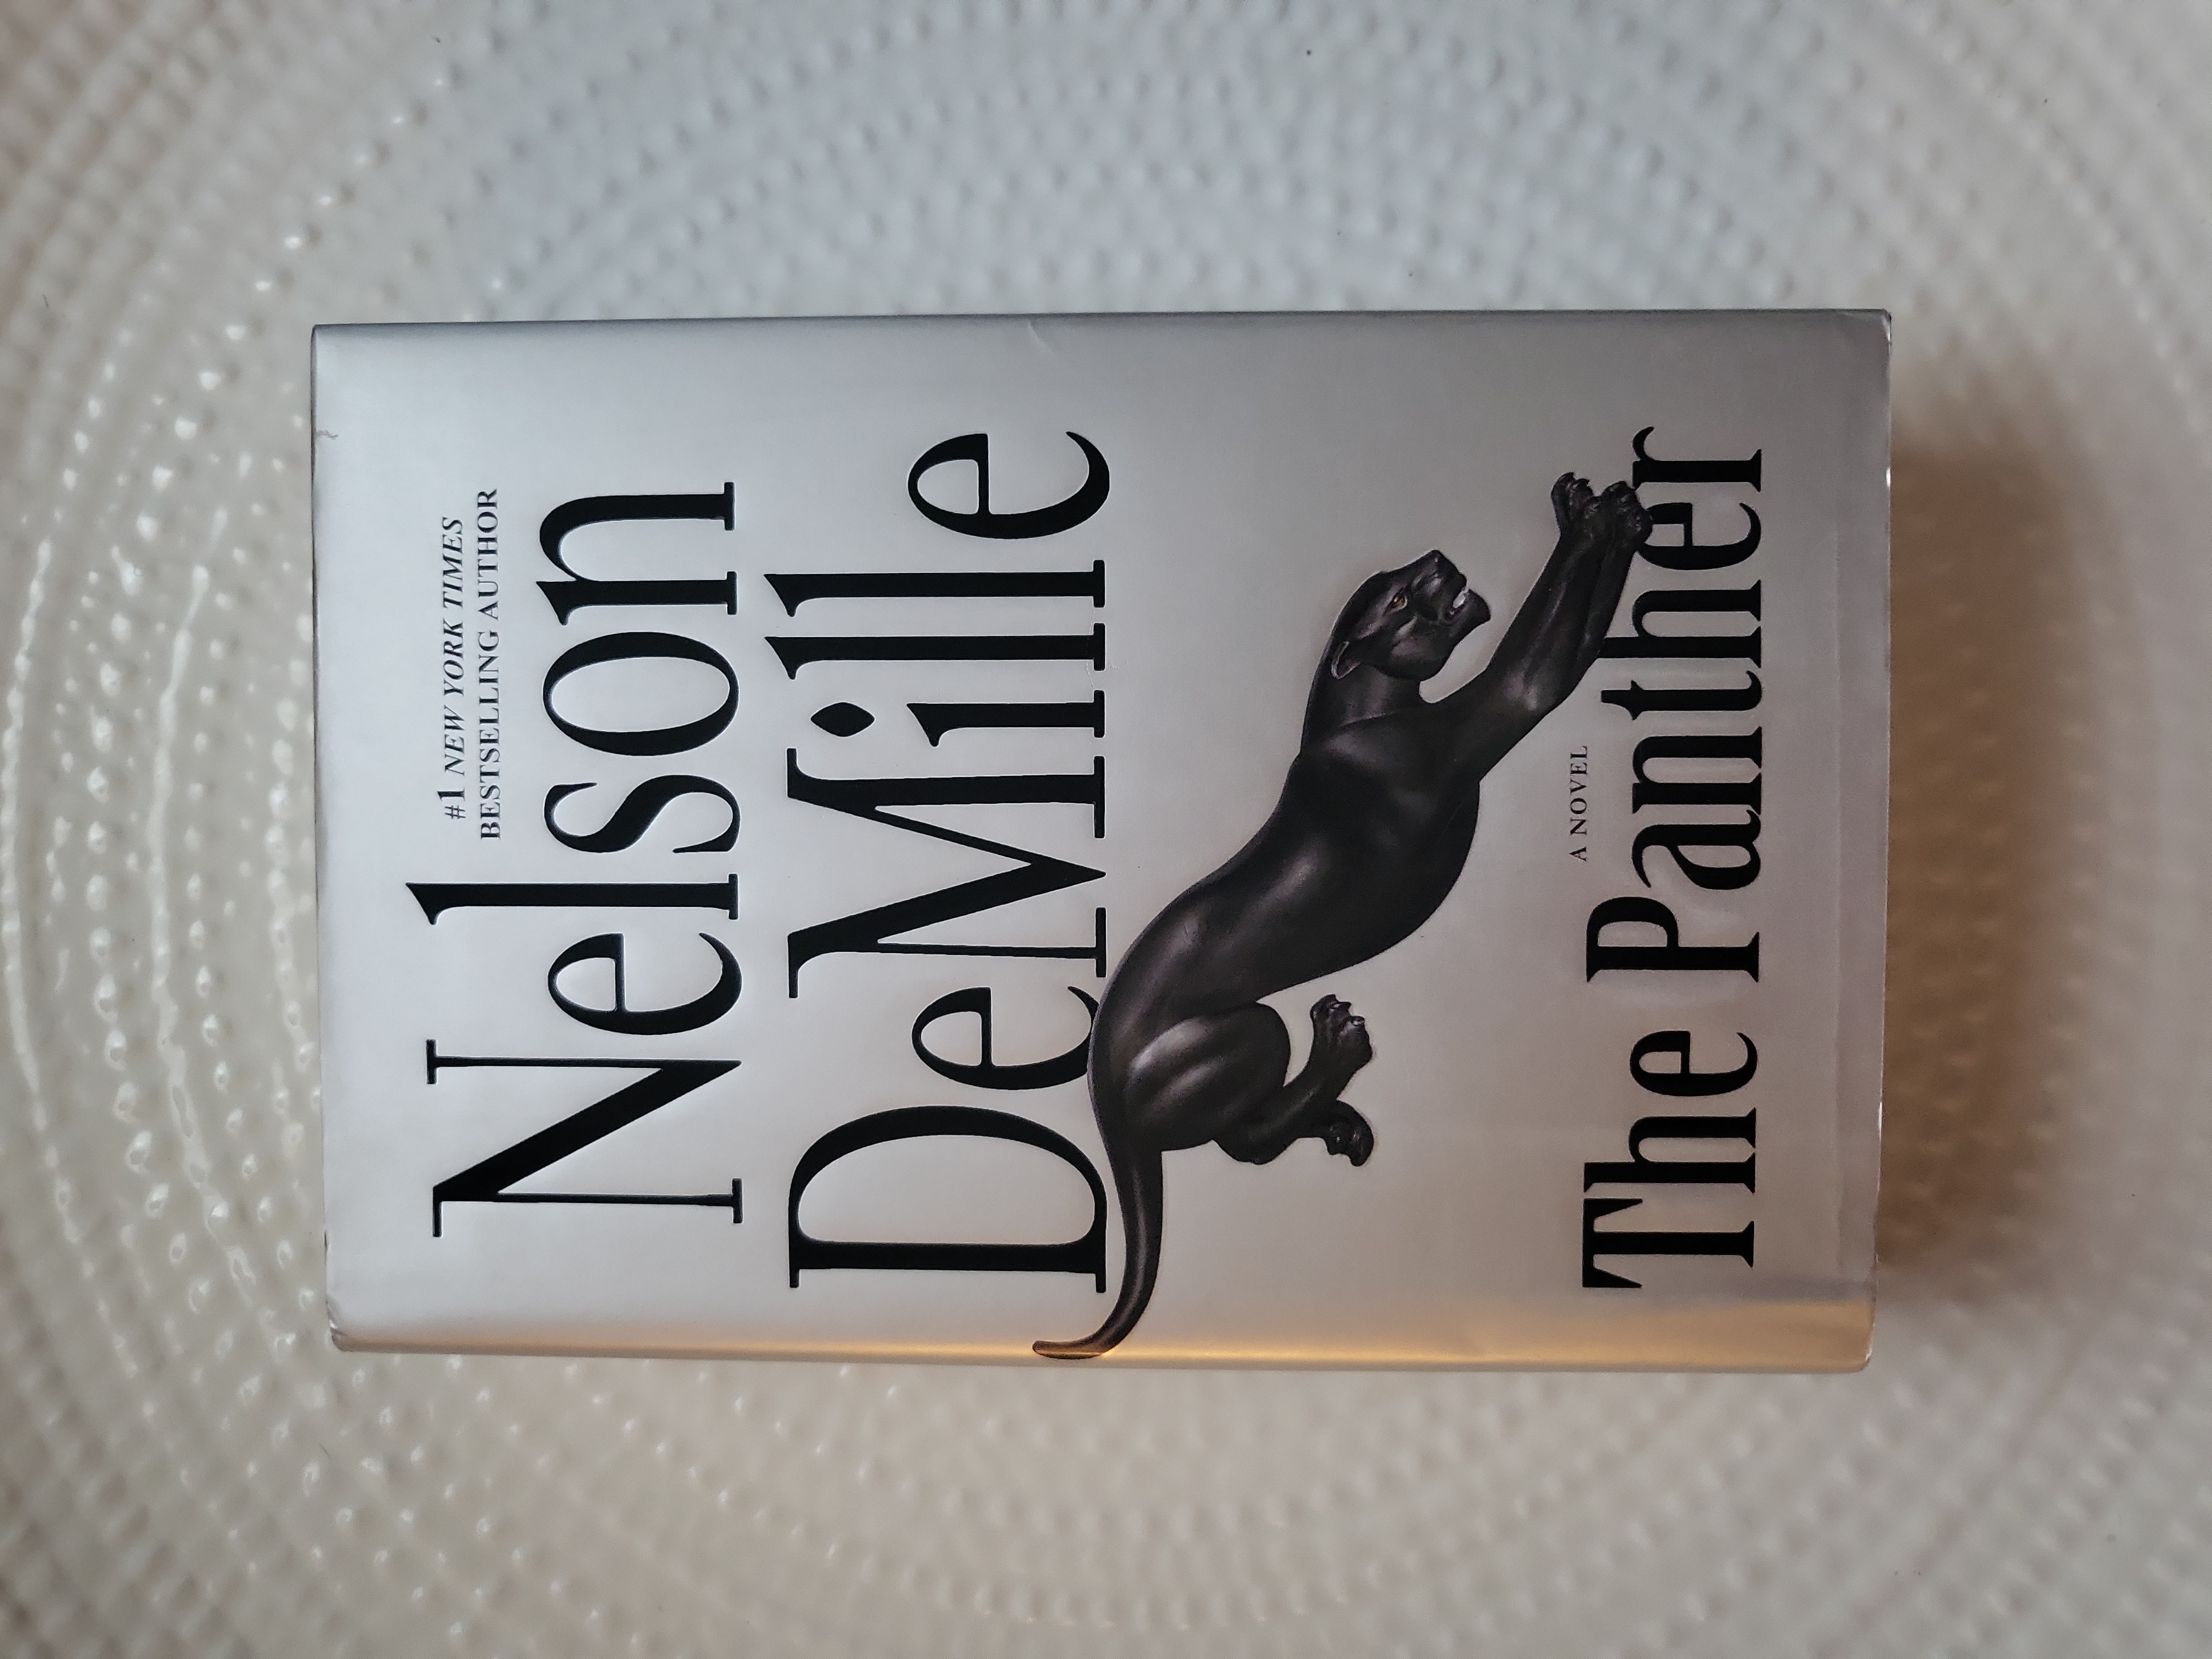 #1 NEW YORK TIMES
BESTSELLING AUTHOR
Nelson
DeMille
A NOVEL
The Panther